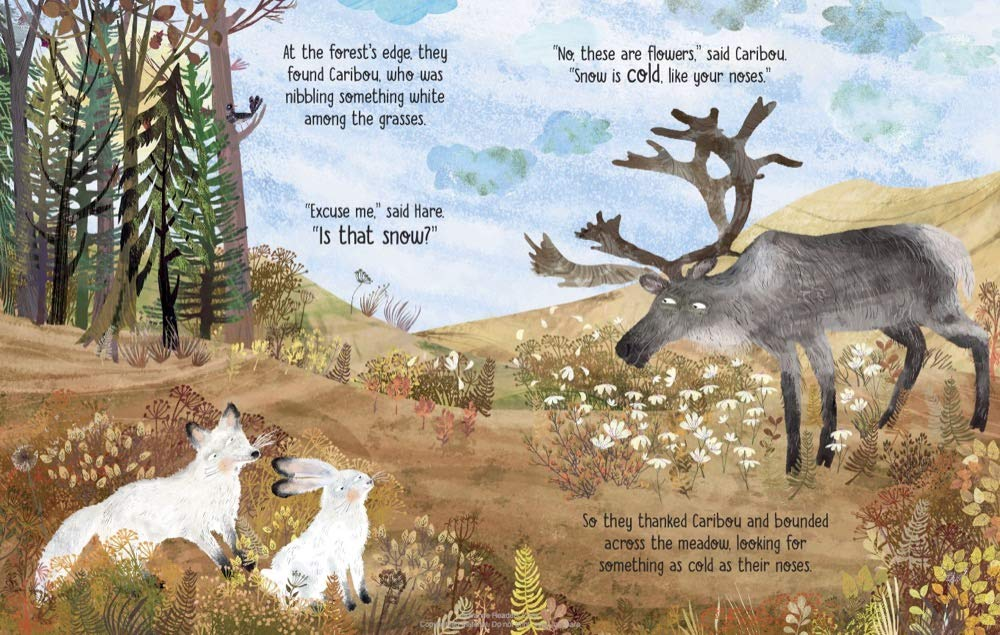 At the forest's edge, they
found Caribou, who was
nibbling something white
among the grasses.
"Excuse me," said Hare.
"Is that snow?"
"No, these are flowers," said Caribou.
"Snow is cold, like your noses."
So they thanked Caribou and bounded
across the meadow, looking for
something as cold as their noses.